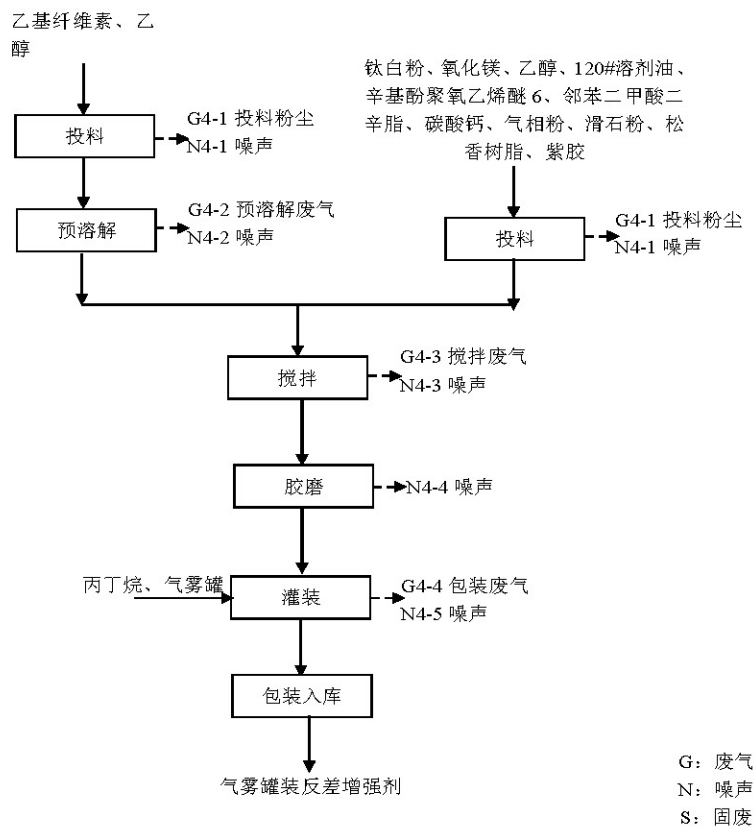 乙基纤维素、乙
醇
投料
G4-1 投料粉尘
N4-1 噪声
预溶解
G4-2 预溶解废气
N4-2 噪声
钛白粉、氧化镁、乙醇、120#溶剂油、
辛基酚聚氧乙烯醚 6、邻苯二甲酸二
辛脂、碳酸钙、气相粉、滑石粉、松
香树脂、紫胶
投料
G4-1 投料粉尘
N4-1 噪声
搅拌
G4-3 搅拌废气
N4-3 噪声
胶磨
N4-4 噪声
丙丁烷、气雾罐
灌装
G4-4 包装废气
N4-5 噪声
包装入库
气雾罐装反差增强剂
G：废气
N：噪声
S：固废